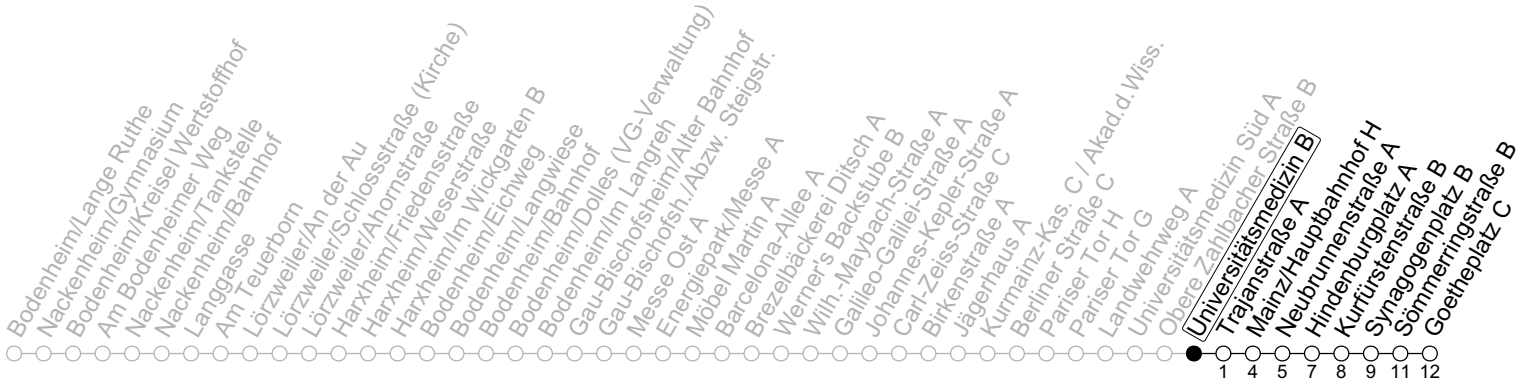 Bodenheim/Lange Ruthe
Nackenheim/Gymnasium
Bodenheim/Kreisel Wertstoffhof
Am Bodenheimer Weg
Nackenheim/Tankstelle
Nackenheim/Bahnhof
Langgasse
Am Teuerborn
Lörzweiler/An der Au
Lörzweiler/Schlossstraße (Kirche)
Lörzweiler/Ahornstraße
Harxheim/Friedensstraße
Harxheim/Weserstraße
Harxheim/Im Wickgarten B
Bodenheim/Eichweg
Bodenheim/Langwiese
Bodenheim/Bahnhof
Bodenheim/Dolles (VG-Verwaltung)
Bodenheim/Im Langreh
Gau-Bischofsheim/Alter Bahnhof
Gau-Bischofsh./Abzw. Steigstr.
Messe Ost A
Energiepark/Messe A
Möbel Martin A
Barcelona-Allee A
Brezelbäckerei Ditsch A
Werner's Backstube B
Wilh.-Maybach-Straße A
Galileo-Galilei-Straße A
Johannes-Kepler-Straße A
Carl-Zeiss-Straße C
Birkenstraße A
Jägerhaus A
Kurmainz-Kas. C / Akad.d.Wiss.
Berliner Straße C
Pariser Tor H
Pariser Tor G
Landwehrweg A
Universitätsmedizin Süd A
Obere Zahlbacher Straße B
Universitätsmedizin B
Trajanstraße A
Mainz/Hauptbahnhof H
Neubrunnenstraße A
Hindenburgplatz A
Kurfürstenstraße B
Synagogenplatz B
Sömmeringstraße B
Goetheplatz C
1 4 5 7 8 9 11 12